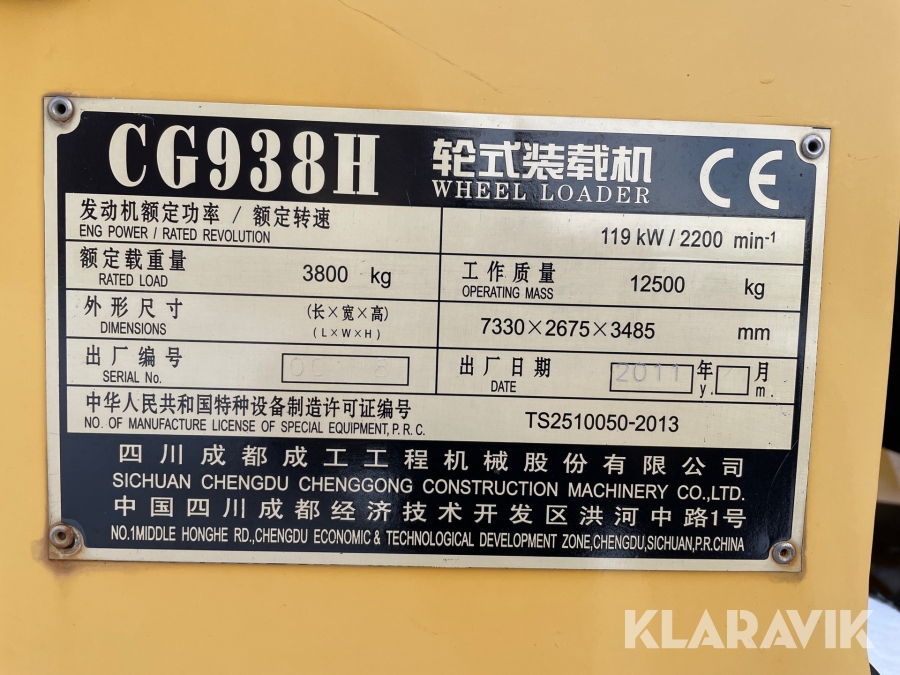 CG938H 轮式装载机 CE
WHEEL LOADER
发动机额定功率 / 额定转速
ENG POWER / RATED REVOLUTION
119 kW / 2200 min-1
额定载重量
RATED LOAD
3800 kg
工作质量
OPERATING MASS
12500 kg
外形尺寸
DIMENSIONS
(长×宽×高)
(L×W×H)
7330×2675×3485 mm
出厂编号
SERIAL No.
出厂日期
DATE
2011 年 月
y. m.
中华人民共和国特种设备制造许可证编号
NO. OF MANUFACTURE LICENSE OF SPECIAL EQUIPMENT, P. R. C.
TS2510050-2013
四川成都成工工程机械股份有限公司
SICHUAN CHENGDU CHENGGONG CONSTRUCTION MACHINERY CO.,LTD.
中国四川成都经济技术开发区洪河中路1号
NO.1MIDDLE HONGHE RD.,CHENGDU ECONOMIC & TECHNOLOGICAL DEVELOPMENT ZONE,CHENGDU,SICHUAN,P.R.CHINA
KLARAVIK